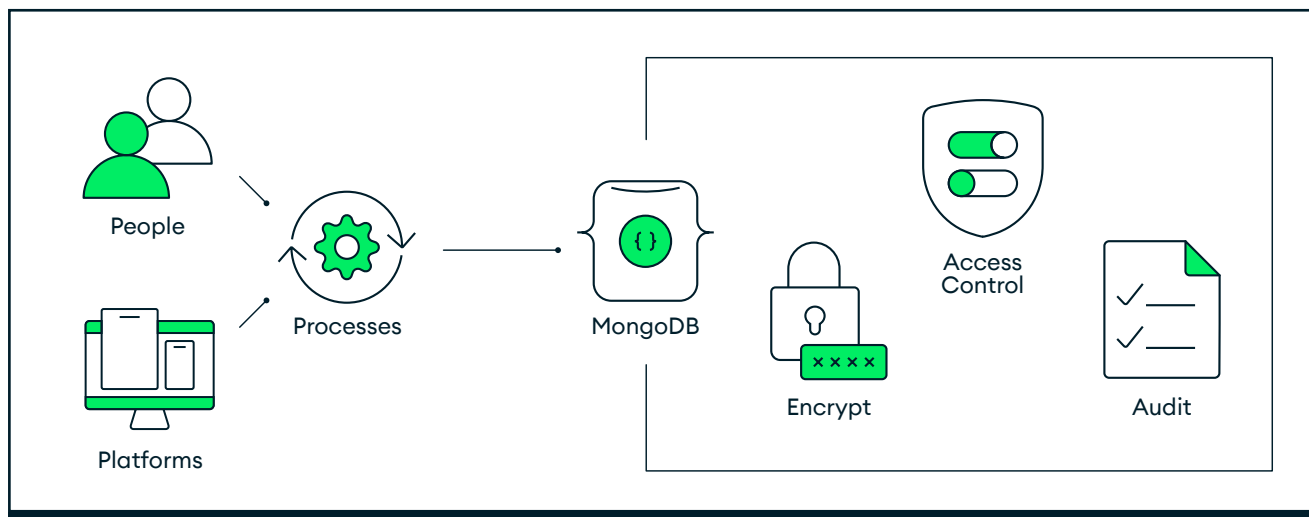 People
Platforms
Processes
{ }
MongoDB
××××
Encrypt
Access
Control
Audit